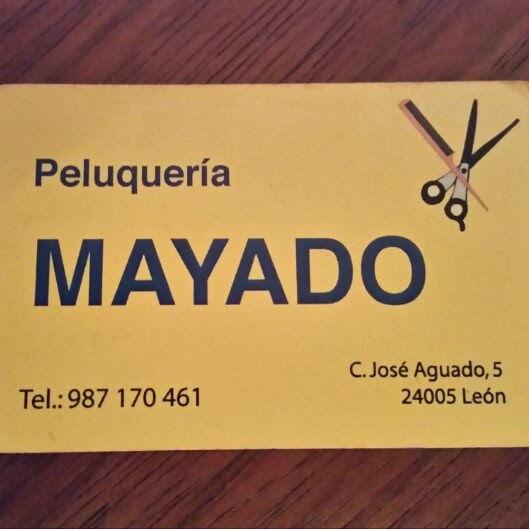 Peluquería
MAYADO
C. José Aguado, 5
Tel.: 987 170 461
24005 León